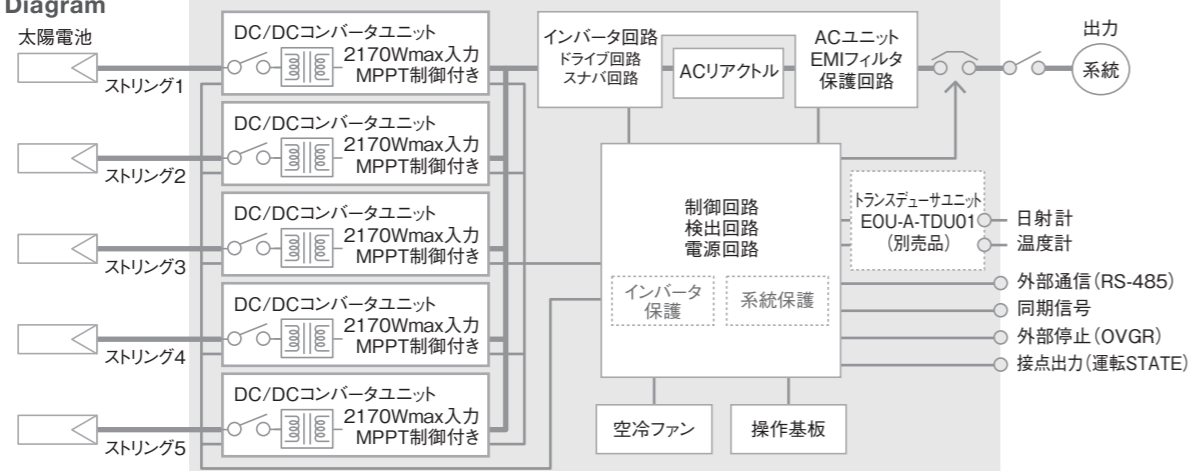 Diagram
太陽電池
ストリング1
DC/DCコンバータユニット
2170Wmax入力
MPPT制御付き
ストリング2
DC/DCコンバータユニット
2170Wmax入力
MPPT制御付き
ストリング3
DC/DCコンバータユニット
2170Wmax入力
MPPT制御付き
ストリング4
DC/DCコンバータユニット
2170Wmax入力
MPPT制御付き
ストリング5
DC/DCコンバータユニット
2170Wmax入力
MPPT制御付き
インバータ回路
ドライブ回路
スナバ回路
ACリアクトル
ACユニット
EMIフィルタ
保護回路
出力
系統
制御回路
検出回路
電源回路
インバータ
保護
系統保護
トランスデューサユニット
EOU-A-TDU01
(別売品)
日射計
温度計
外部通信(RS-485)
同期信号
外部停止(OVGR)
接点出力(運転STATE)
空冷ファン
操作基板